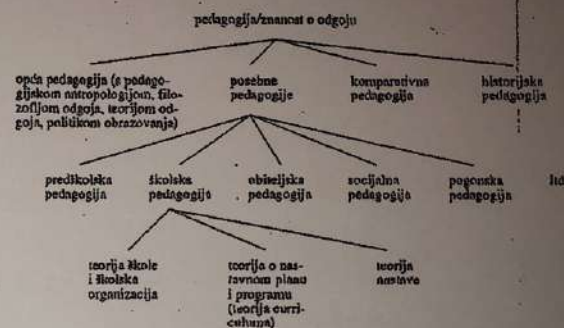 pedagogija/znanost o odgoju
opća pedagogija (s pedago-
gijskom antropologijom, filo-
zofijom odgoja, teorijom od-
goja, politikom obrazovanja)
posebne
pedagogije
komparativna
pedagogija
historijska
pedagogija
predškolska
pedagogija
školska
pedagogija
obiteljska
pedagogija
socijalna
pedagogija
pogonska
pedagogija
itd
teorija škole
i školska
organizacija
teorija o nas-
tavnom planu
i programu
(teorija curri-
culuma)
teorija
nastave